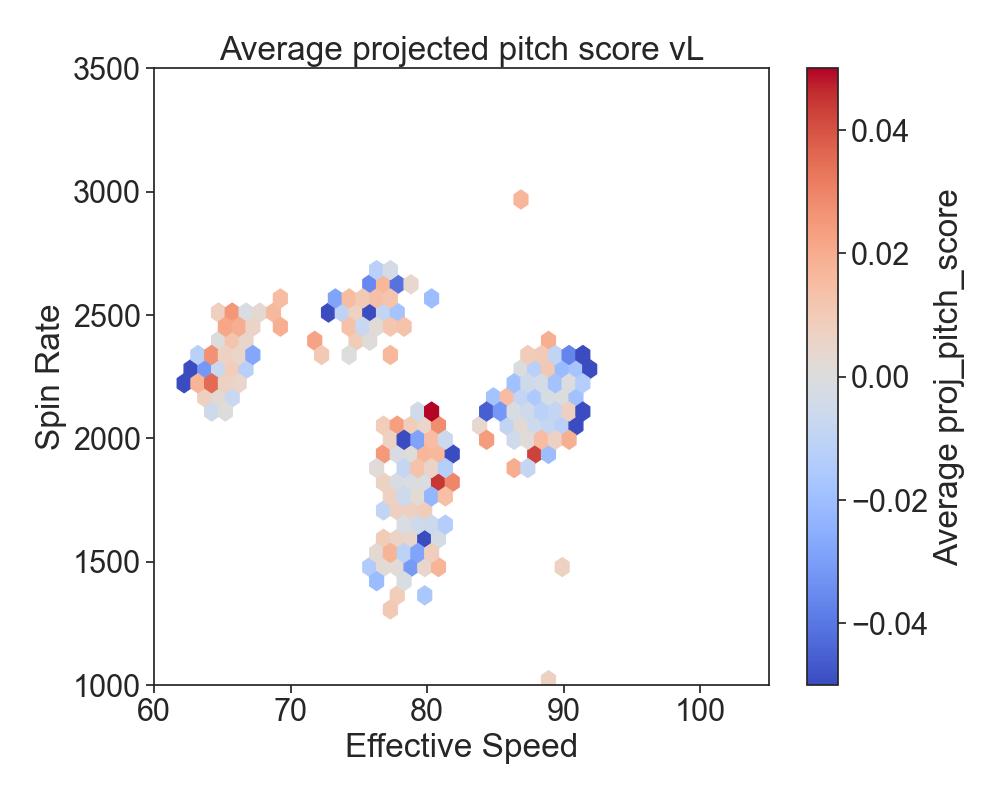 Average projected pitch score vL
3500
3000
2500
2000
1500
1000
Spin Rate
60 70 80 90 100
Effective Speed
0.04
0.02
0.00
−0.02
−0.04
Average proj_pitch_score